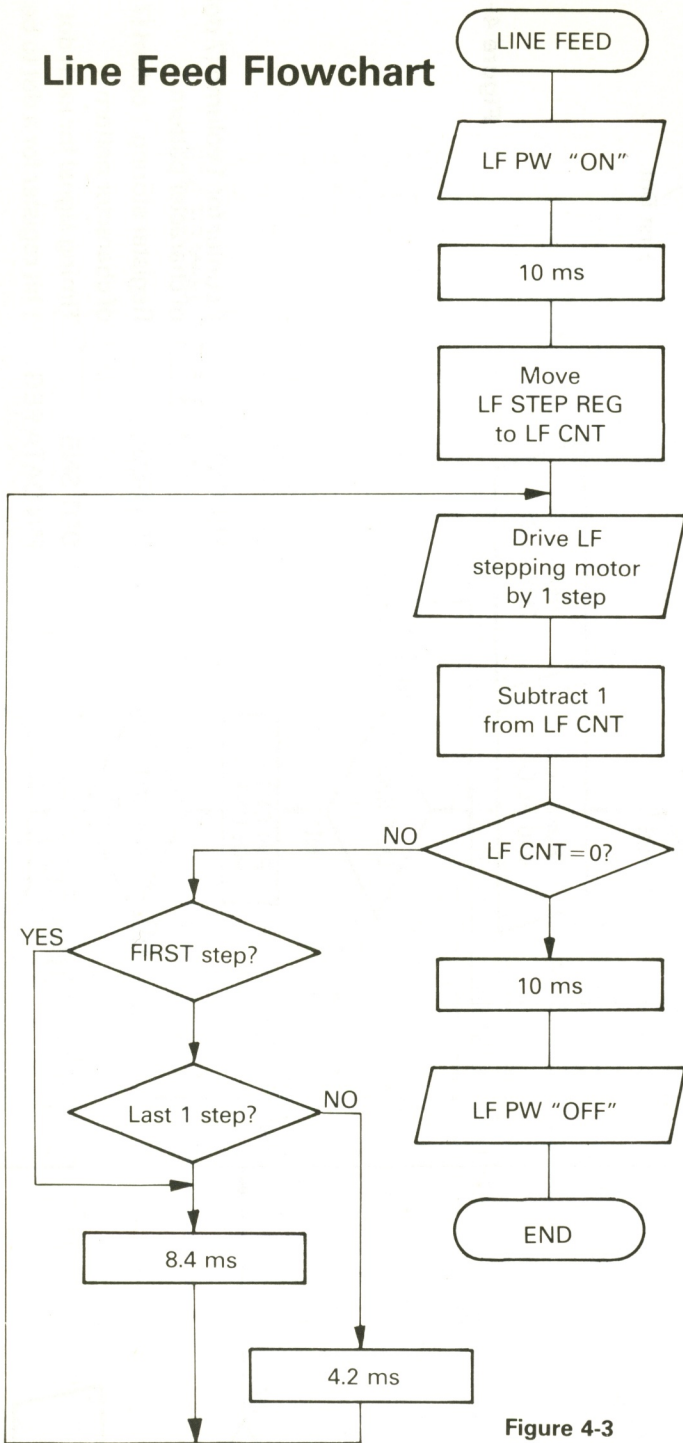 Line Feed Flowchart
LINE FEED
LF PW "ON"
10 ms
Move
LF STEP REG
to LF CNT
Drive LF
stepping motor
by 1 step
Subtract 1
from LF CNT
LF CNT=0?
NO
FIRST step?
YES
Last 1 step?
NO
8.4 ms
4.2 ms
10 ms
LF PW "OFF"
END
Figure 4-3